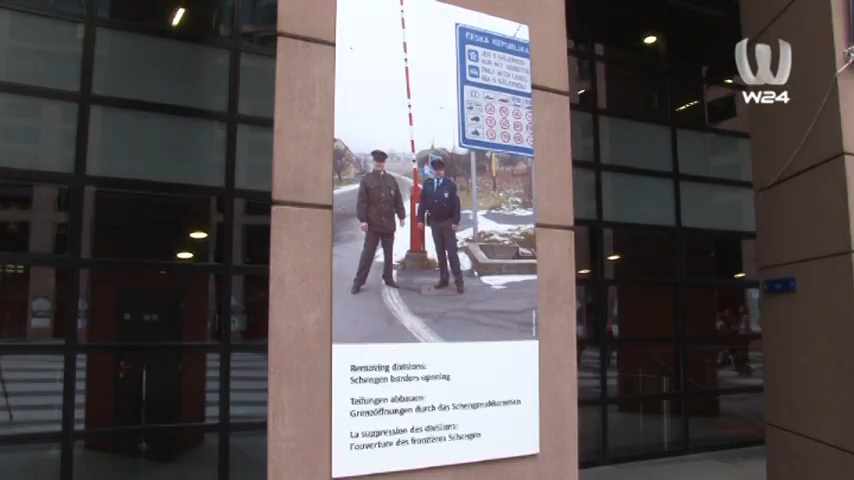 W24
ČESKÁ REPUBLIKA
Removing divisions:
Schengen borders opening
Teilungen abbauen:
Grenzöffnungen durch das Schengenabkommen
La suppression des divisions:
l'ouverture des frontières Schengen